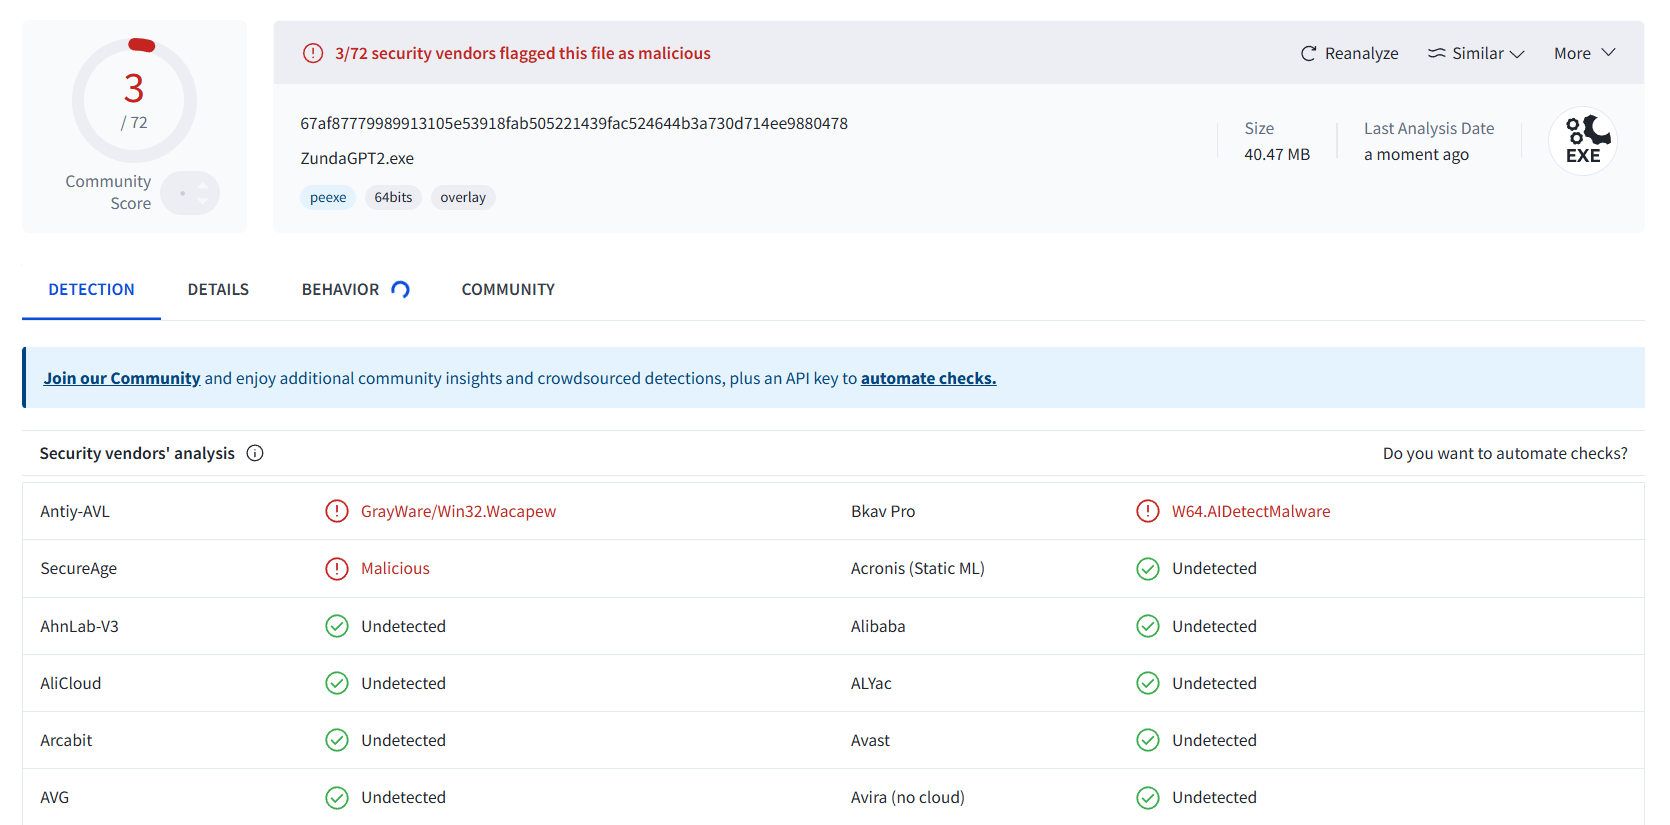 3
/ 72
Community
Score
3/72 security vendors flagged this file as malicious
Reanalyze
Similar
More
67af87779989913105e53918fab505221439fac524644b3a730d714ee9880478
ZundaGPT2.exe
peexe
64bits
overlay
Size
40.47 MB
Last Analysis Date
a moment ago
EXE
DETECTION
DETAILS
BEHAVIOR
COMMUNITY
Join our Community and enjoy additional community insights and crowdsourced detections, plus an API key to automate checks.
Security vendors' analysis
Do you want to automate checks?
Antiy-AVL
GrayWare/Win32.Wacapew
Bkav Pro
W64.AIDetectMalware
SecureAge
Malicious
Acronis (Static ML)
Undetected
AhnLab-V3
Undetected
Alibaba
Undetected
AliCloud
Undetected
ALYac
Undetected
Arcabit
Undetected
Avast
Undetected
AVG
Undetected
Avira (no cloud)
Undetected